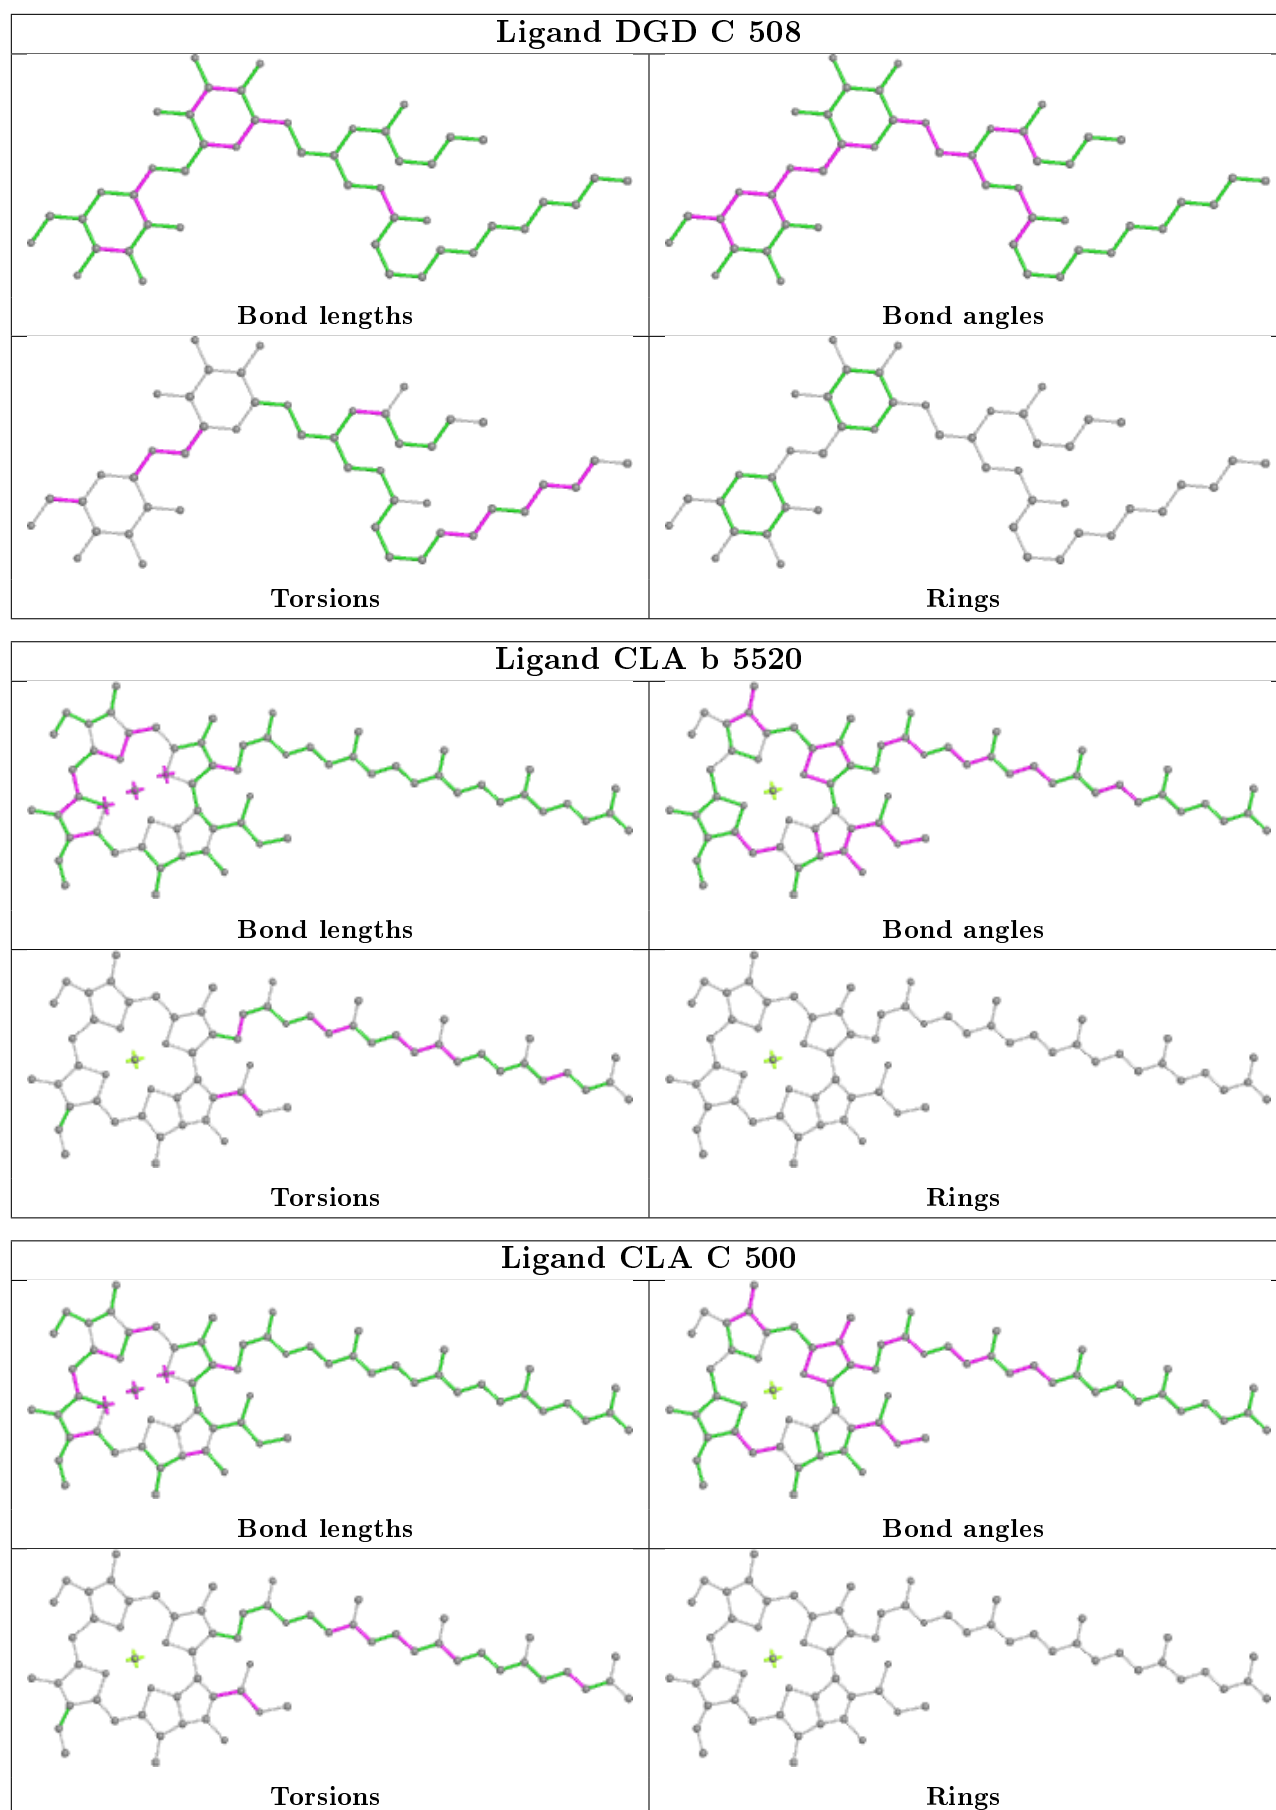 Ligand DGD C 508
Bond lengths
Bond angles
Torsions
Rings
Ligand CLA b 5520
Bond lengths
Bond angles
Torsions
Rings
Ligand CLA C 500
Bond lengths
Bond angles
Torsions
Rings